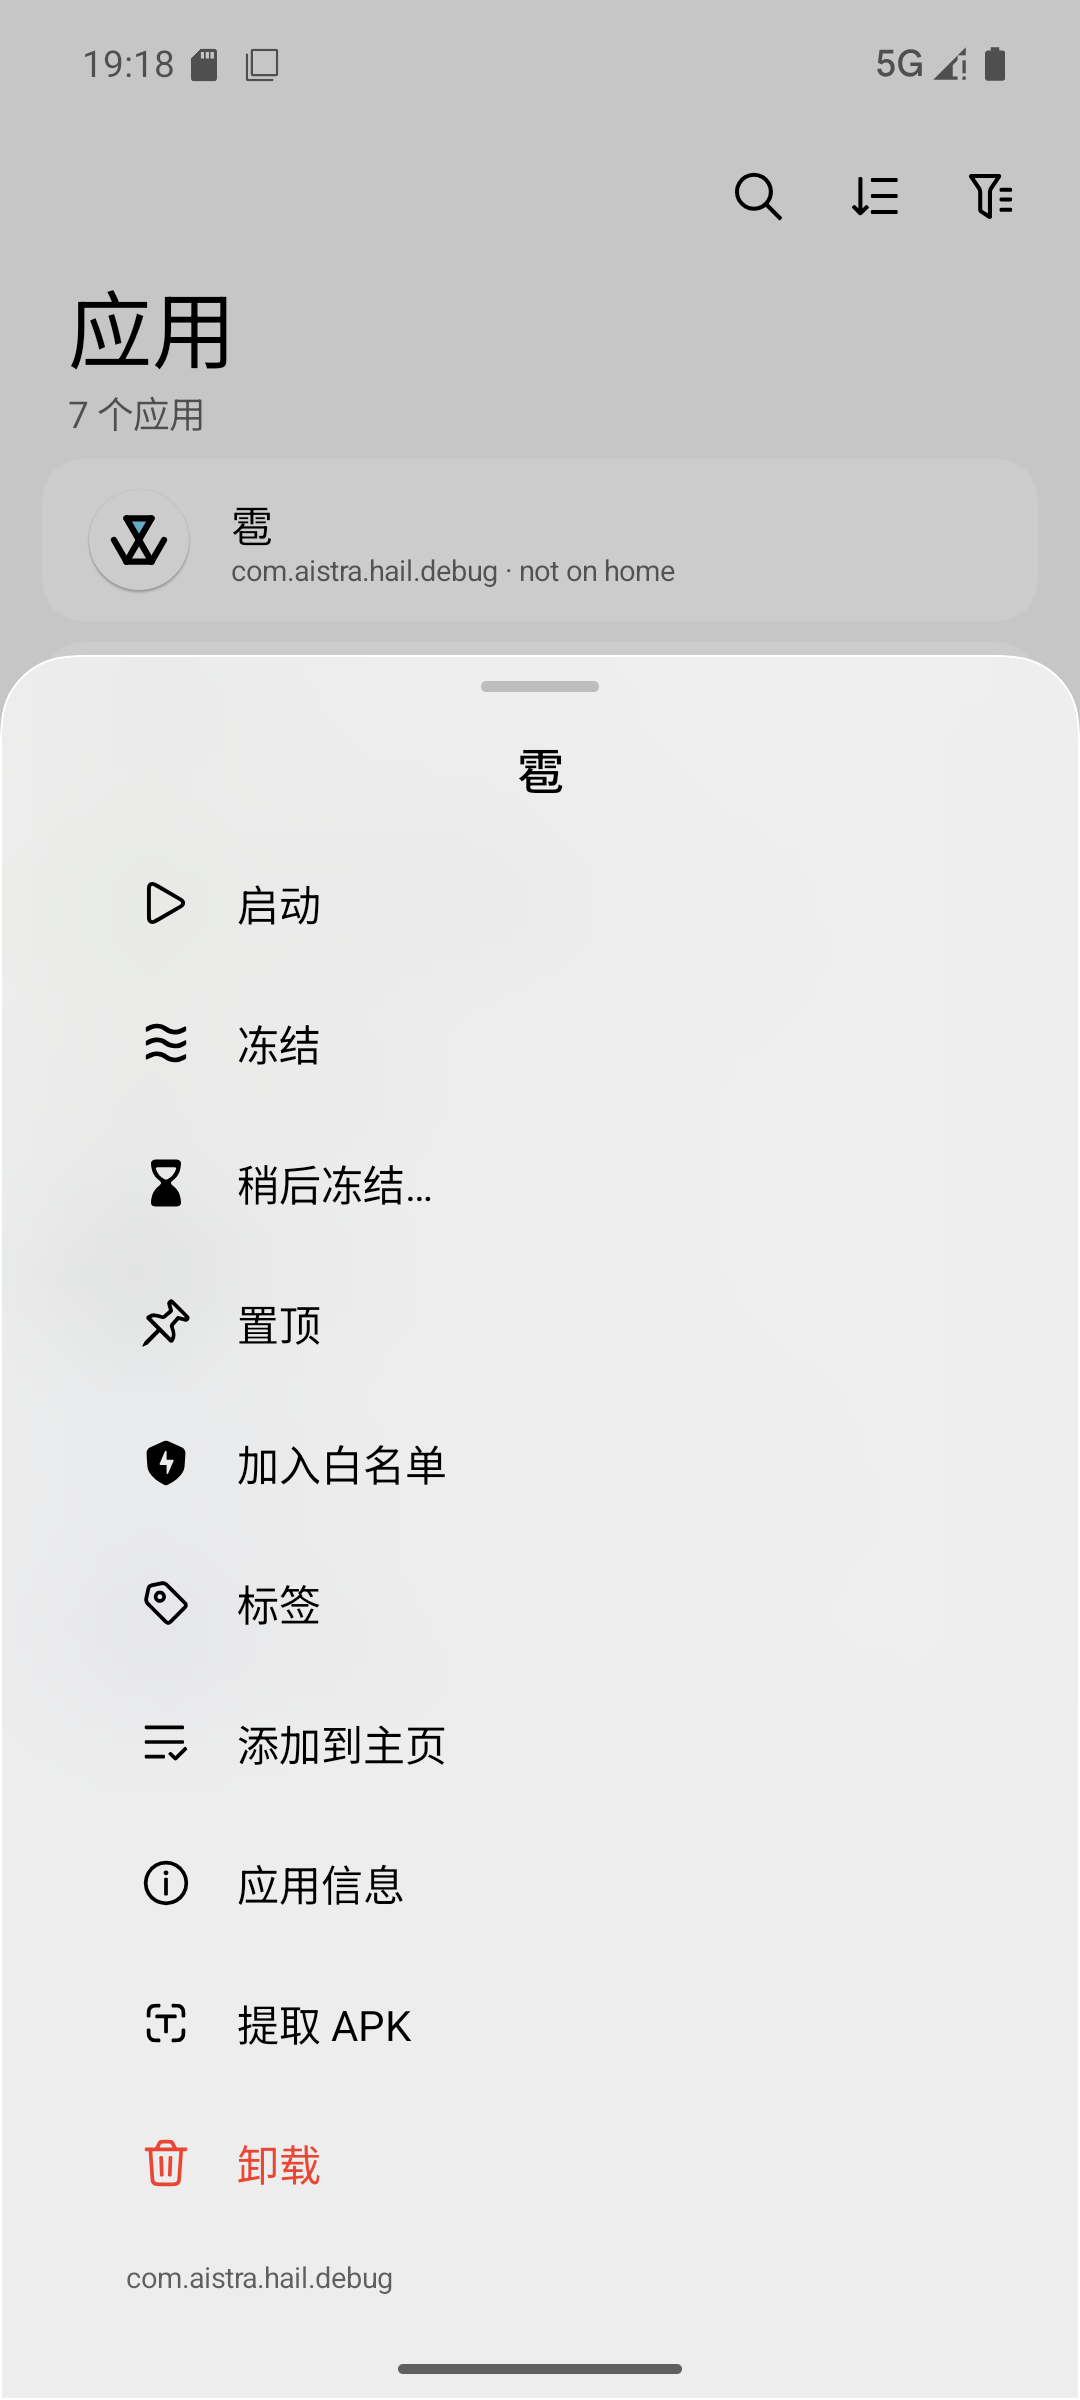 19:18
5G
应用
7 个应用
雹
com.aistra.hail.debug · not on home
雹
启动
冻结
稍后冻结...
置顶
加入白名单
标签
添加到主页
应用信息
提取 APK
卸载
com.aistra.hail.debug